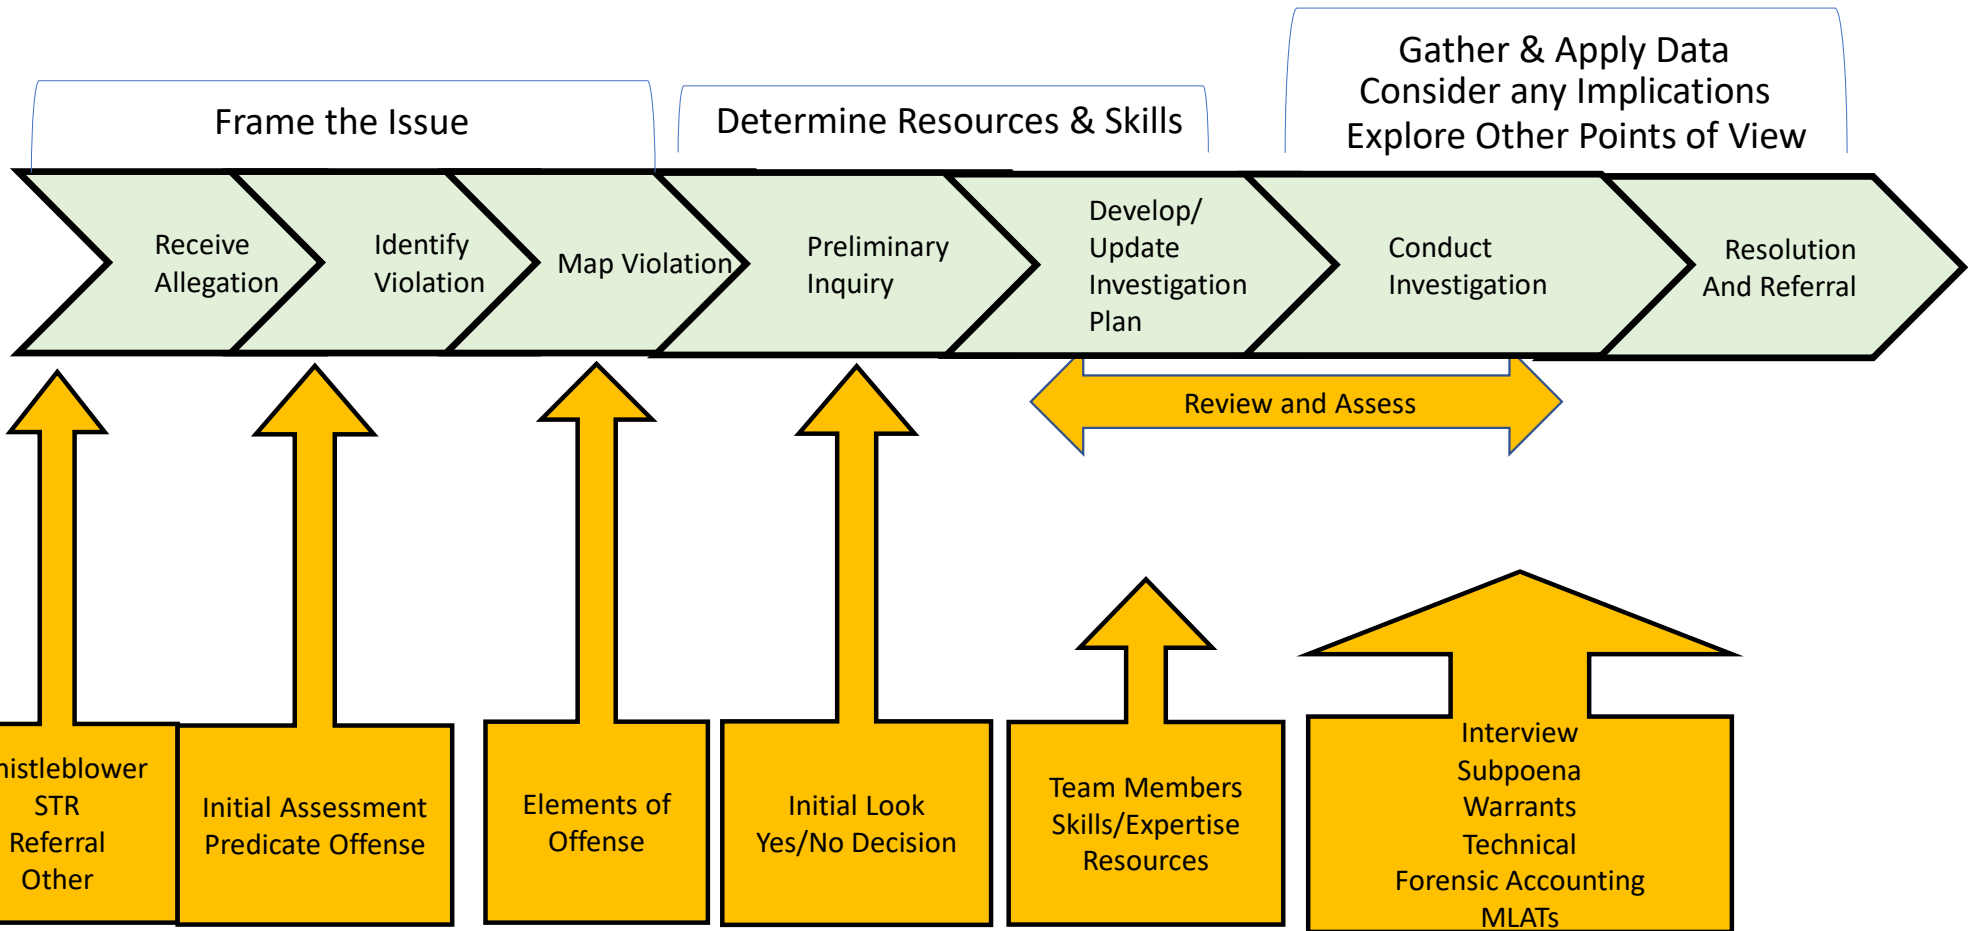 Frame the Issue
Determine Resources & Skills
Gather & Apply Data
Consider any Implications
Explore Other Points of View
Receive
Allegation
Identify
Violation
Map Violation
Preliminary
Inquiry
Develop/
Update
Investigation
Plan
Conduct
Investigation
Resolution
And Referral
Review and Assess
histleblower
STR
Referral
Other
Initial Assessment
Predicate Offense
Elements of
Offense
Initial Look
Yes/No Decision
Team Members
Skills/Expertise
Resources
Interview
Subpoena
Warrants
Technical
Forensic Accounting
MLATs